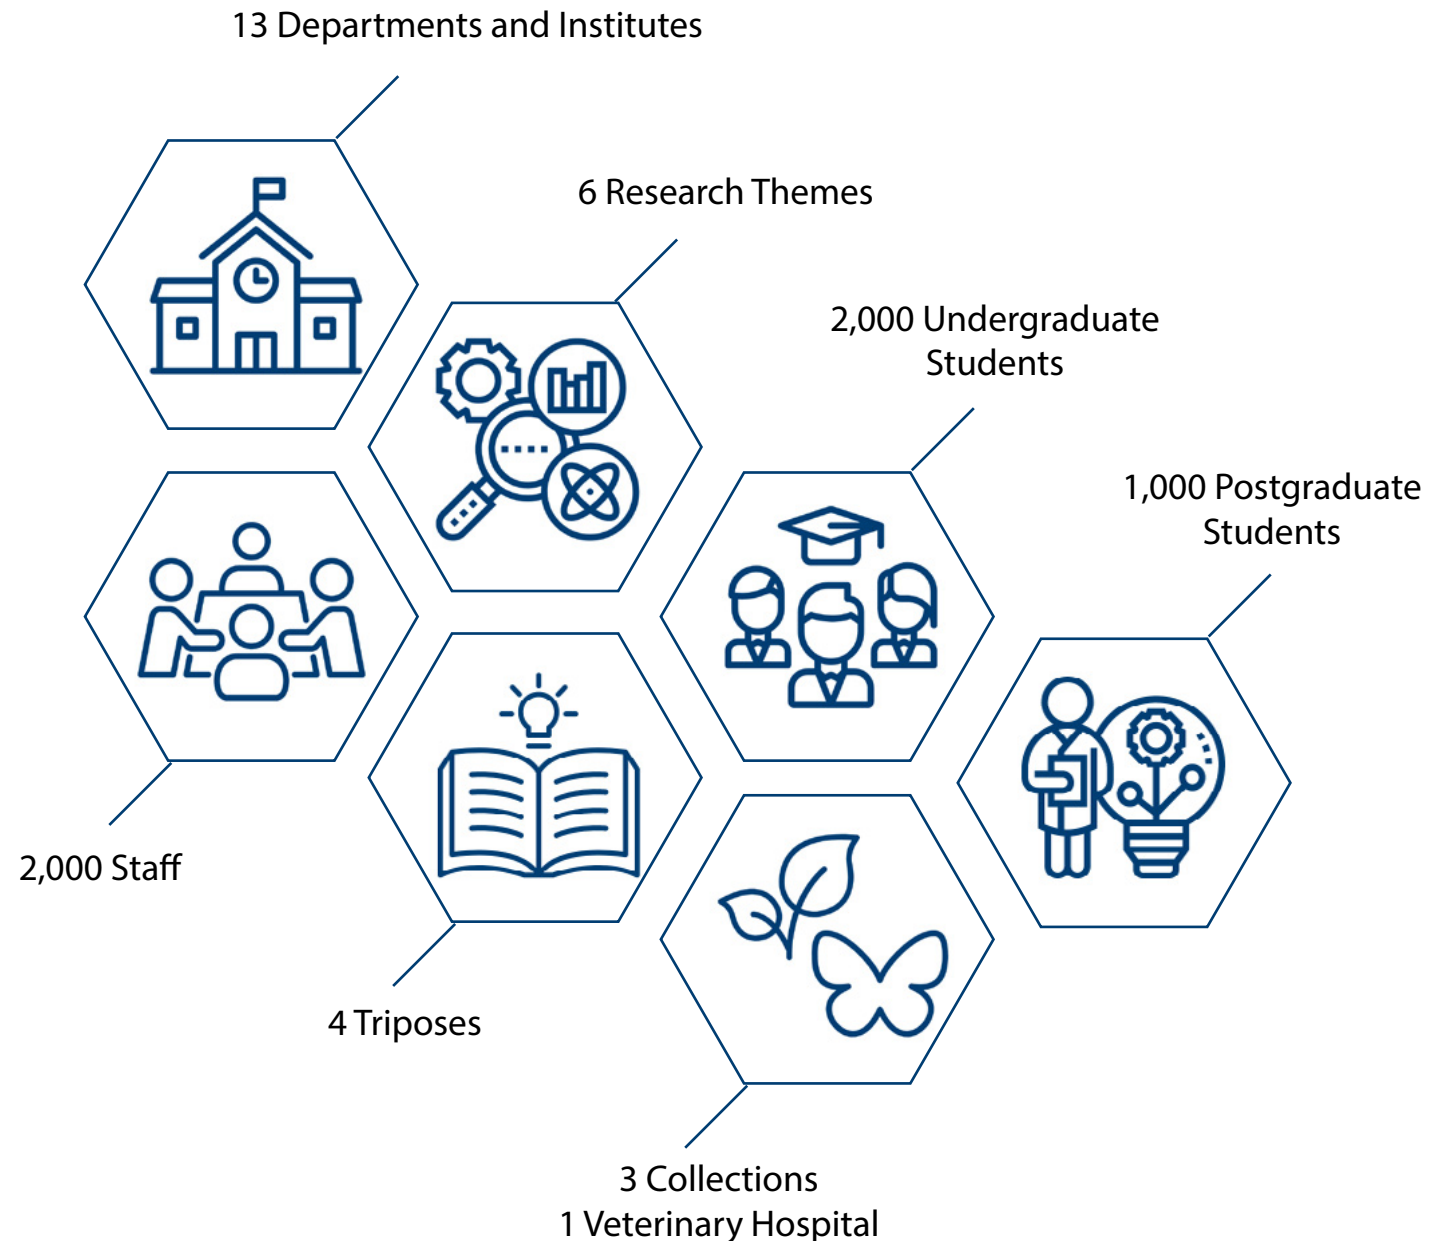 13 Departments and Institutes
6 Research Themes
2,000 Undergraduate
Students
1,000 Postgraduate
Students
2,000 Staff
4 Triposes
3 Collections
1 Veterinary Hospital